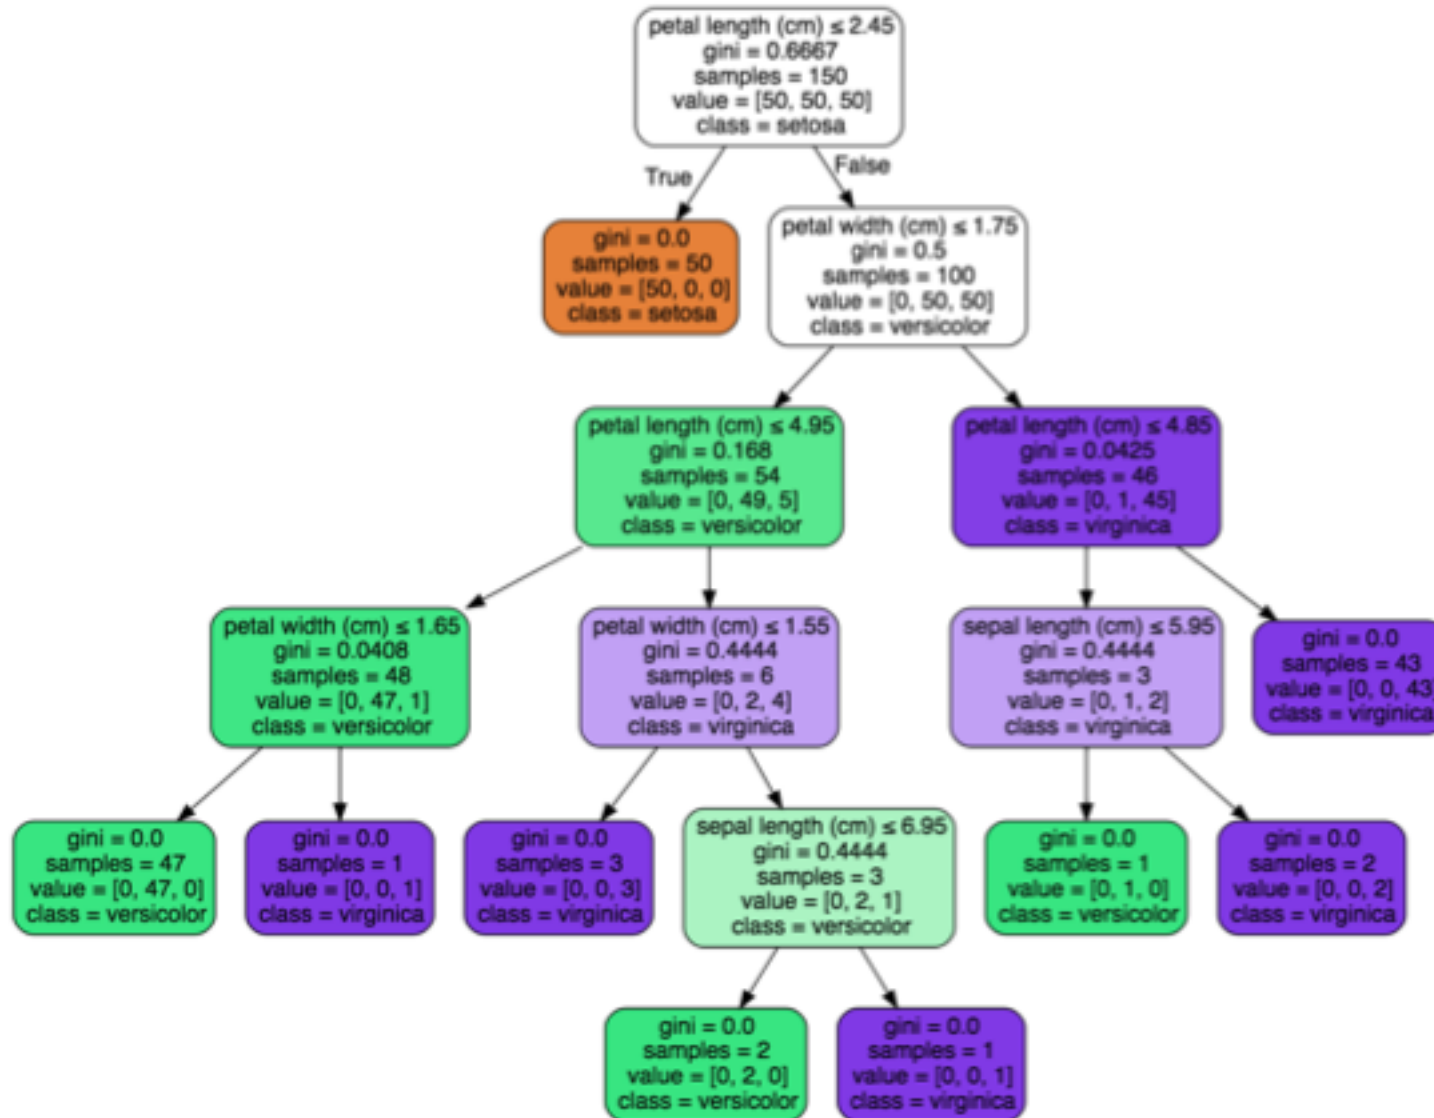 petal length (cm) ≤ 2.45
gini = 0.6667
samples = 150
value = [50, 50, 50]
class = setosa
True
False
gini = 0.0
samples = 50
value = [50, 0, 0]
class = setosa
petal width (cm) ≤ 1.75
gini = 0.5
samples = 100
value = [0, 50, 50]
class = versicolor
petal length (cm) ≤ 4.95
gini = 0.168
samples = 54
value = [0, 49, 5]
class = versicolor
petal length (cm) ≤ 4.85
gini = 0.0425
samples = 46
value = [0, 1, 45]
class = virginica
petal width (cm) ≤ 1.65
gini = 0.0408
samples = 48
value = [0, 47, 1]
class = versicolor
petal width (cm) ≤ 1.55
gini = 0.4444
samples = 6
value = [0, 2, 4]
class = virginica
sepal length (cm) ≤ 5.95
gini = 0.4444
samples = 3
value = [0, 1, 2]
class = virginica
gini = 0.0
samples = 43
value = [0, 0, 43]
class = virginica
gini = 0.0
samples = 47
value = [0, 47, 0]
class = versicolor
gini = 0.0
samples = 1
value = [0, 0, 1]
class = virginica
gini = 0.0
samples = 3
value = [0, 0, 3]
class = virginica
sepal length (cm) ≤ 6.95
gini = 0.4444
samples = 3
value = [0, 2, 1]
class = versicolor
gini = 0.0
samples = 1
value = [0, 1, 0]
class = versicolor
gini = 0.0
samples = 2
value = [0, 0, 2]
class = virginica
gini = 0.0
samples = 2
value = [0, 2, 0]
class = versicolor
gini = 0.0
samples = 1
value = [0, 0, 1]
class = virginica